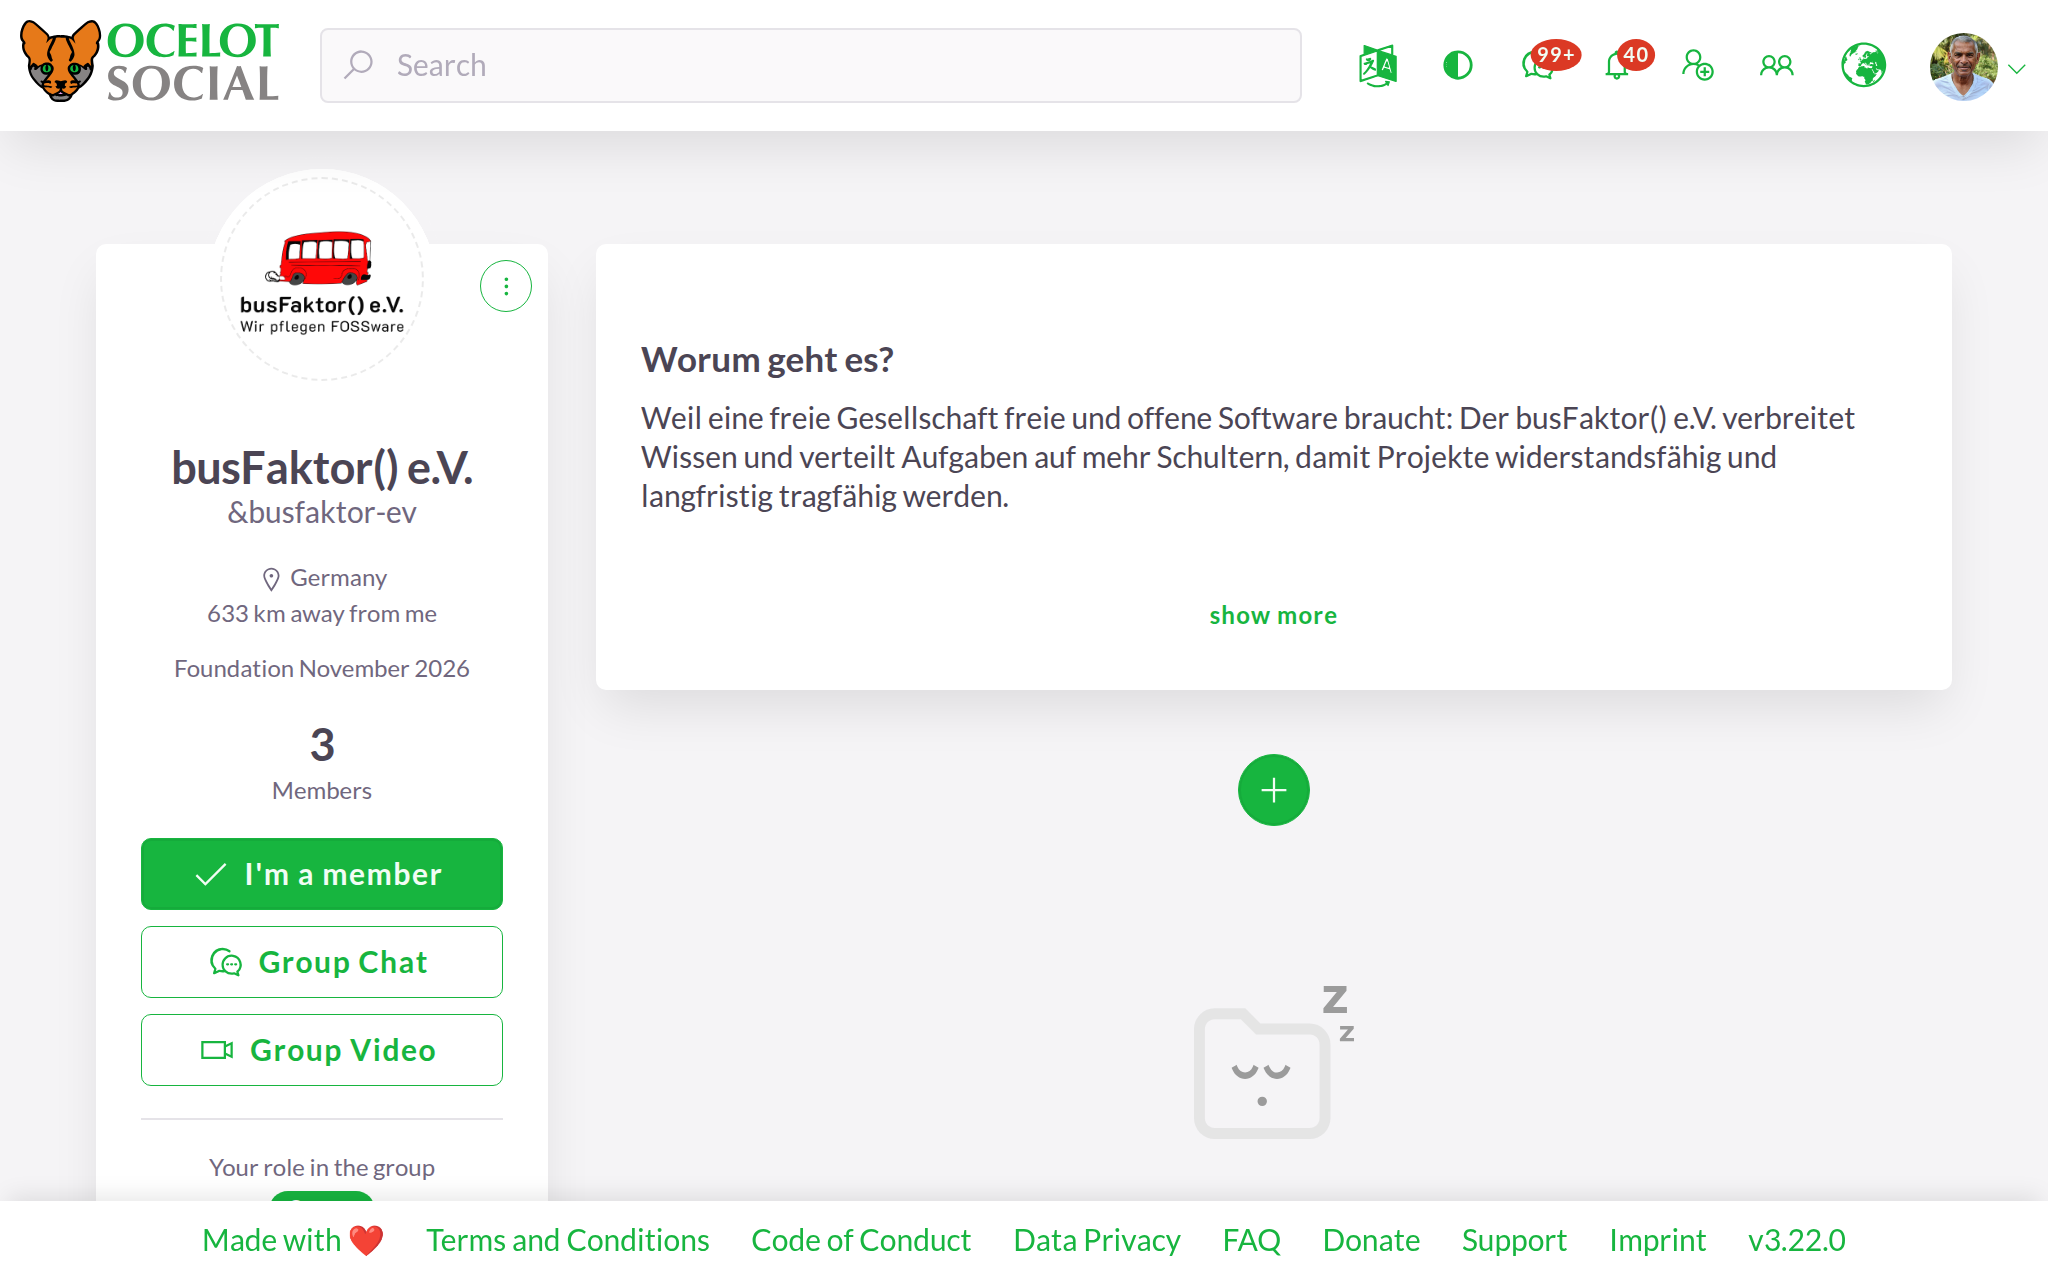 OCELOT
SOCIAL
Search
A
99+
40
busFaktor() e.V.
Wir pflegen FOSSware
busFaktor() e.V.
&busfaktor-ev
Germany
633 km away from me
Foundation November 2026
3
Members
I'm a member
Group Chat
Group Video
Your role in the group
Worum geht es?
Weil eine freie Gesellschaft freie und offene Software braucht: Der busFaktor() e.V. verbreitet
Wissen und verteilt Aufgaben auf mehr Schultern, damit Projekte widerstandsfähig und
langfristig tragfähig werden.
show more
z
z
Made with ❤️ Terms and Conditions Code of Conduct Data Privacy FAQ Donate Support Imprint v3.22.0